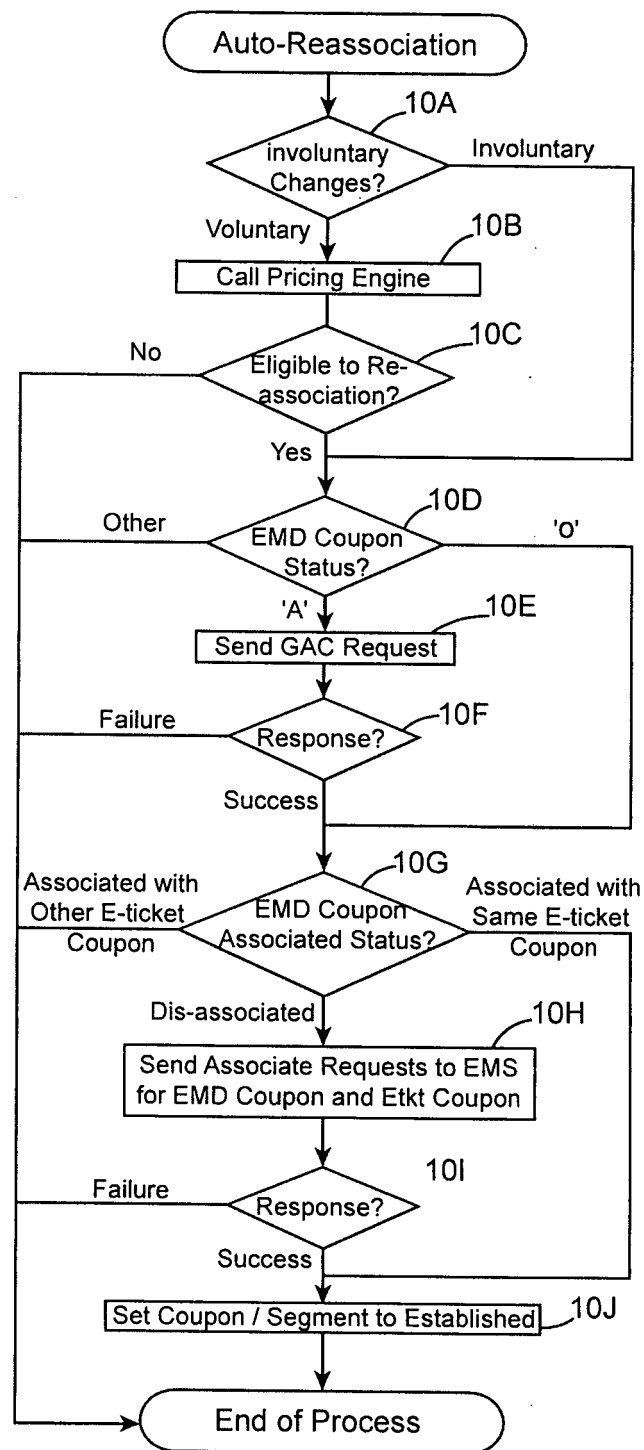 Auto-Reassociation
10A
involuntary
Changes?
Involuntary
Voluntary
10B
Call Pricing Engine
10C
No
Eligible to Re-
association?
Yes
10D
Other
EMD Coupon
Status?
'o'
'A'
10E
Send GAC Request
10F
Failure
Response?
Success
10G
Associated with
Other E-ticket
Coupon
EMD Coupon
Associated Status?
Associated with
Same E-ticket
Coupon
Dis-associated
10H
Send Associate Requests to EMS
for EMD Coupon and Etkt Coupon
10I
Failure
Response?
Success
Set Coupon / Segment to Established
10J
End of Process